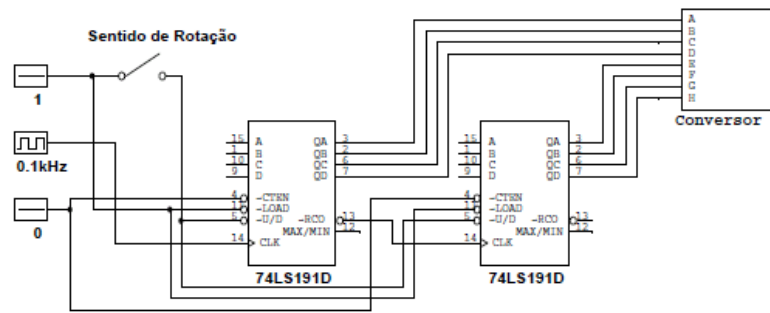 Sentido de Rotação
1
0.1kHz
0
15 A QA 3
1 B QB 2
10 C QC 6
9 D QD 7
4 ~CTEN
11 ~LOAD
5 ~U/D ~RCO 13
MAX/MIN 12
14 CLK
74LS191D
15 A QA 3
1 B QB 2
10 C QC 6
9 D QD 7
4 ~CTEN
11 ~LOAD
5 ~U/D ~RCO 13
MAX/MIN 12
14 CLK
74LS191D
A
B
C
D
E
F
G
H
Conversor